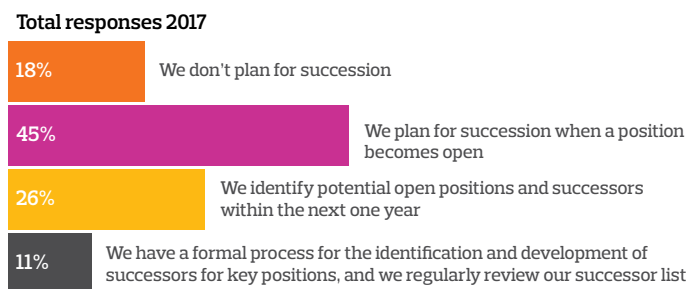 Total responses 2017
18%
We don't plan for succession
45%
We plan for succession when a position
becomes open
26%
We identify potential open positions and successors
within the next one year
11%
We have a formal process for the identification and development of
successors for key positions, and we regularly review our successor list